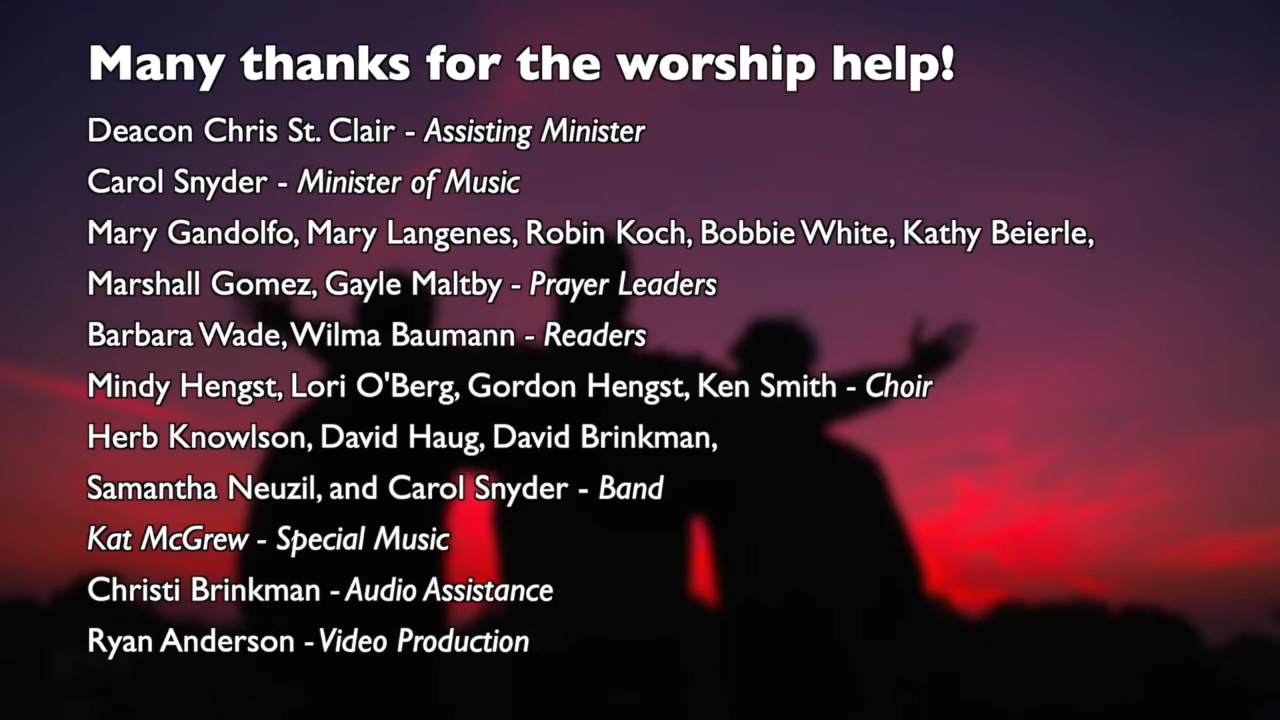 Many thanks for the worship help!
Deacon Chris St. Clair - Assisting Minister
Carol Snyder - Minister of Music
Mary Gandolfo, Mary Langenes, Robin Koch, Bobbie White, Kathy Beierle,
Marshall Gomez, Gayle Maltby - Prayer Leaders
Barbara Wade, Wilma Baumann - Readers
Mindy Hengst, Lori O'Berg, Gordon Hengst, Ken Smith - Choir
Herb Knowlson, David Haug, David Brinkman,
Samantha Neuzil, and Carol Snyder - Band
Kat McGrew - Special Music
Christi Brinkman - Audio Assistance
Ryan Anderson - Video Production